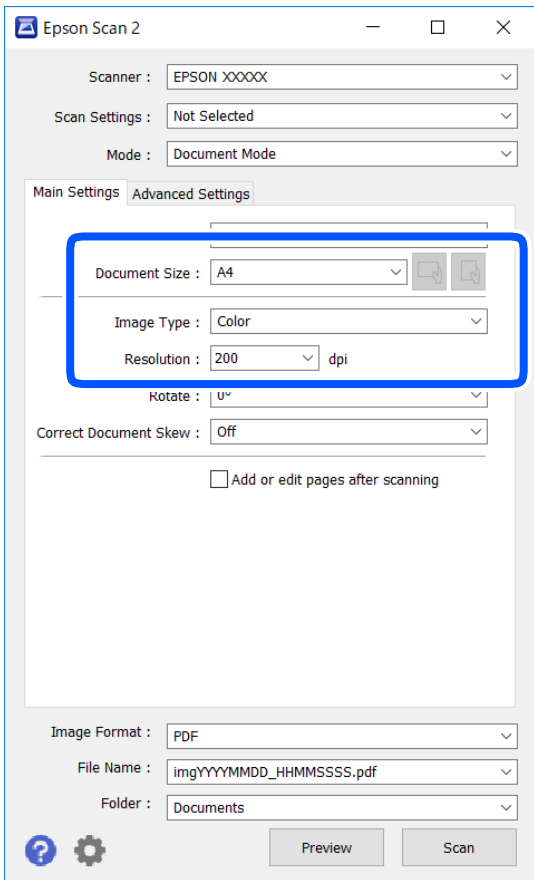 Epson Scan 2
Scanner : EPSON XXXXX
Scan Settings : Not Selected
Mode : Document Mode
Main Settings Advanced Settings
Document Size : A4
Image Type : Color
Resolution : 200 dpi
Rotate : 0°
Correct Document Skew : Off
Add or edit pages after scanning
Image Format : PDF
File Name : imgYYYYMMDD_HHMMSSSS.pdf
Folder : Documents
? Preview Scan